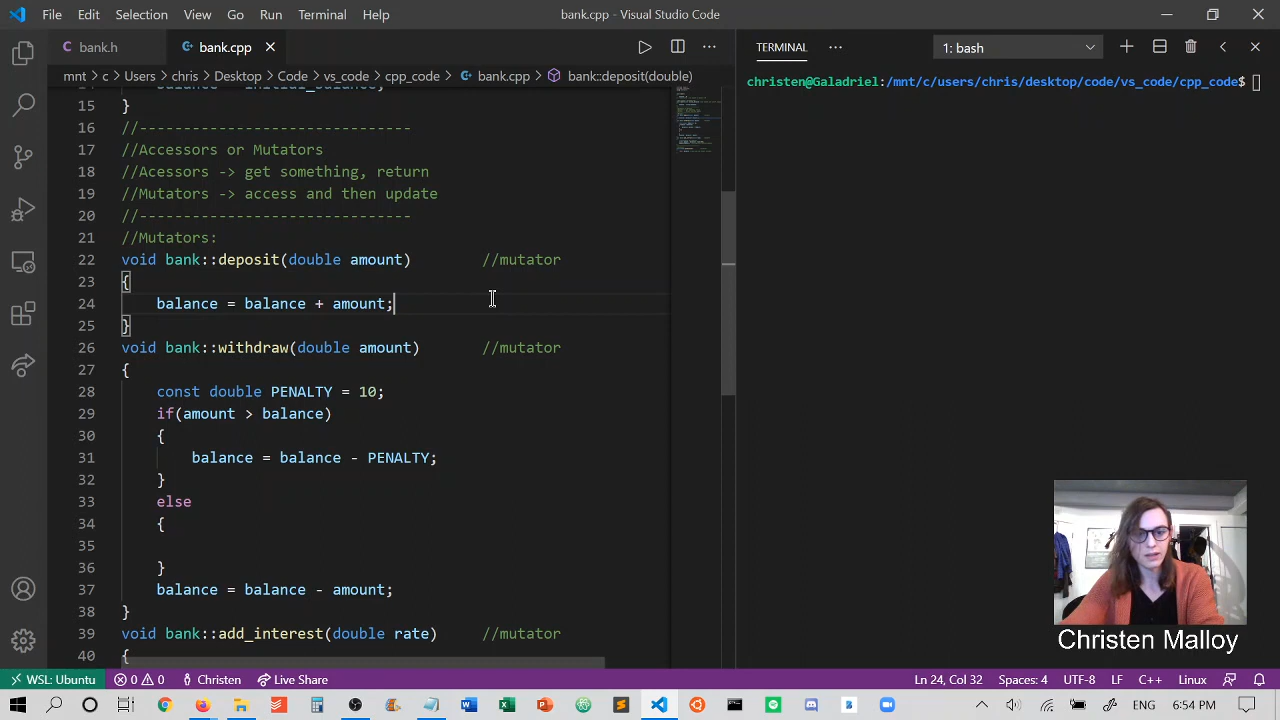 File Edit Selection View Go Run Terminal Help bank.cpp - Visual Studio Code
bank.h bank.cpp TERMINAL 1: bash
mnt > c > Users > chris > Desktop > Code > vs_code > cpp_code > bank.cpp > bank::deposit(double)
christen@Galadriel:/mnt/c/users/chris/desktop/code/vs_code/cpp_code$
14 balance = initial_balance;
15 }
16 //-------------------------------
17 //Acessors or Mutators
18 //Acessors -> get something, return
19 //Mutators -> access and then update
20 //-------------------------------
21 //Mutators:
22 void bank::deposit(double amount) //mutator
23 {
24 balance = balance + amount;
25 }
26 void bank::withdraw(double amount) //mutator
27 {
28 const double PENALTY = 10;
29 if(amount > balance)
30 {
31 balance = balance - PENALTY;
32 }
33 else
34 {
35
36 }
37 balance = balance - amount;
38 }
39 void bank::add_interest(double rate) //mutator
40 {
Christen Malloy
WSL: Ubuntu 0 0 Christen Live Share Ln 24, Col 32 Spaces: 4 UTF-8 LF C++ Linux
ENG 5:54 PM